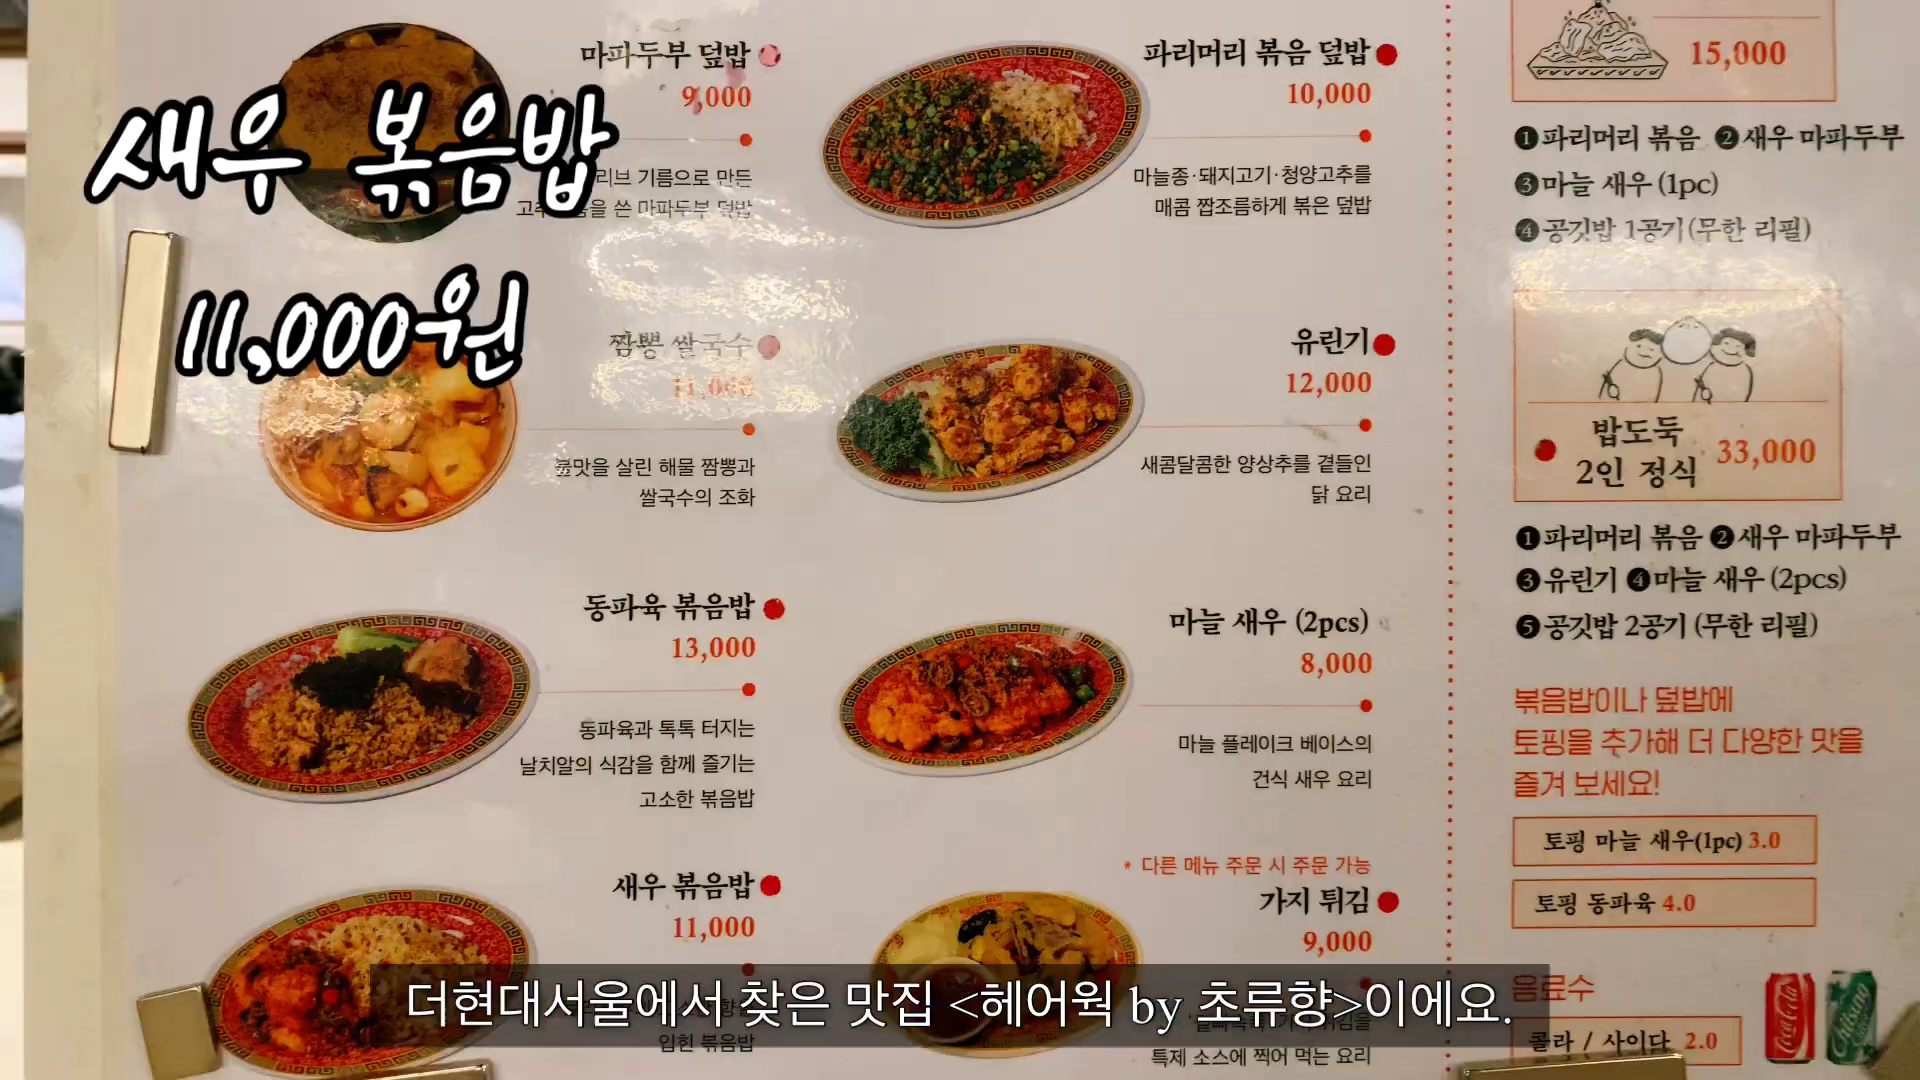 새우 볶음밥
11,000원
마파두부 덮밥
9,000
기름으로 만든
쓴 마파두부 덮밥
짬뽕 쌀국수
11,000
맛을 살린 해물 짬뽕과
쌀국수의 조화
동파육 볶음밥
13,000
동파육과 톡톡 터지는
날치알의 식감을 함께 즐기는
고소한 볶음밥
새우 볶음밥
11,000
입힌 볶음밥
파리머리 볶음 덮밥
10,000
마늘종·돼지고기·청양고추를
매콤 짭조름하게 볶은 덮밥
유린기
12,000
새콤달콤한 양상추를 곁들인
닭 요리
마늘 새우 (2pcs)
8,000
마늘 플레이크 베이스의
건식 새우 요리
* 다른 메뉴 주문 시 주문 가능
가지 튀김
9,000
특제 소스에 찍어 먹는 요리
15,000
❶파리머리 볶음 ❷새우 마파두부
❸마늘 새우 (1pc)
❹공깃밥 1공기(무한 리필)
밥도둑
2인 정식 33,000
❶파리머리 볶음 ❷새우 마파두부
❸유린기 ❹마늘 새우 (2pcs)
❺공깃밥 2공기 (무한 리필)
볶음밥이나 덮밥에
토핑을 추가해 더 다양한 맛을
즐겨 보세요!
토핑 마늘 새우(1pc) 3.0
토핑 동파육 4.0
음료수
콜라 / 사이다 2.0
더현대서울에서 찾은 맛집 <헤어웍 by 초류향>이에요.